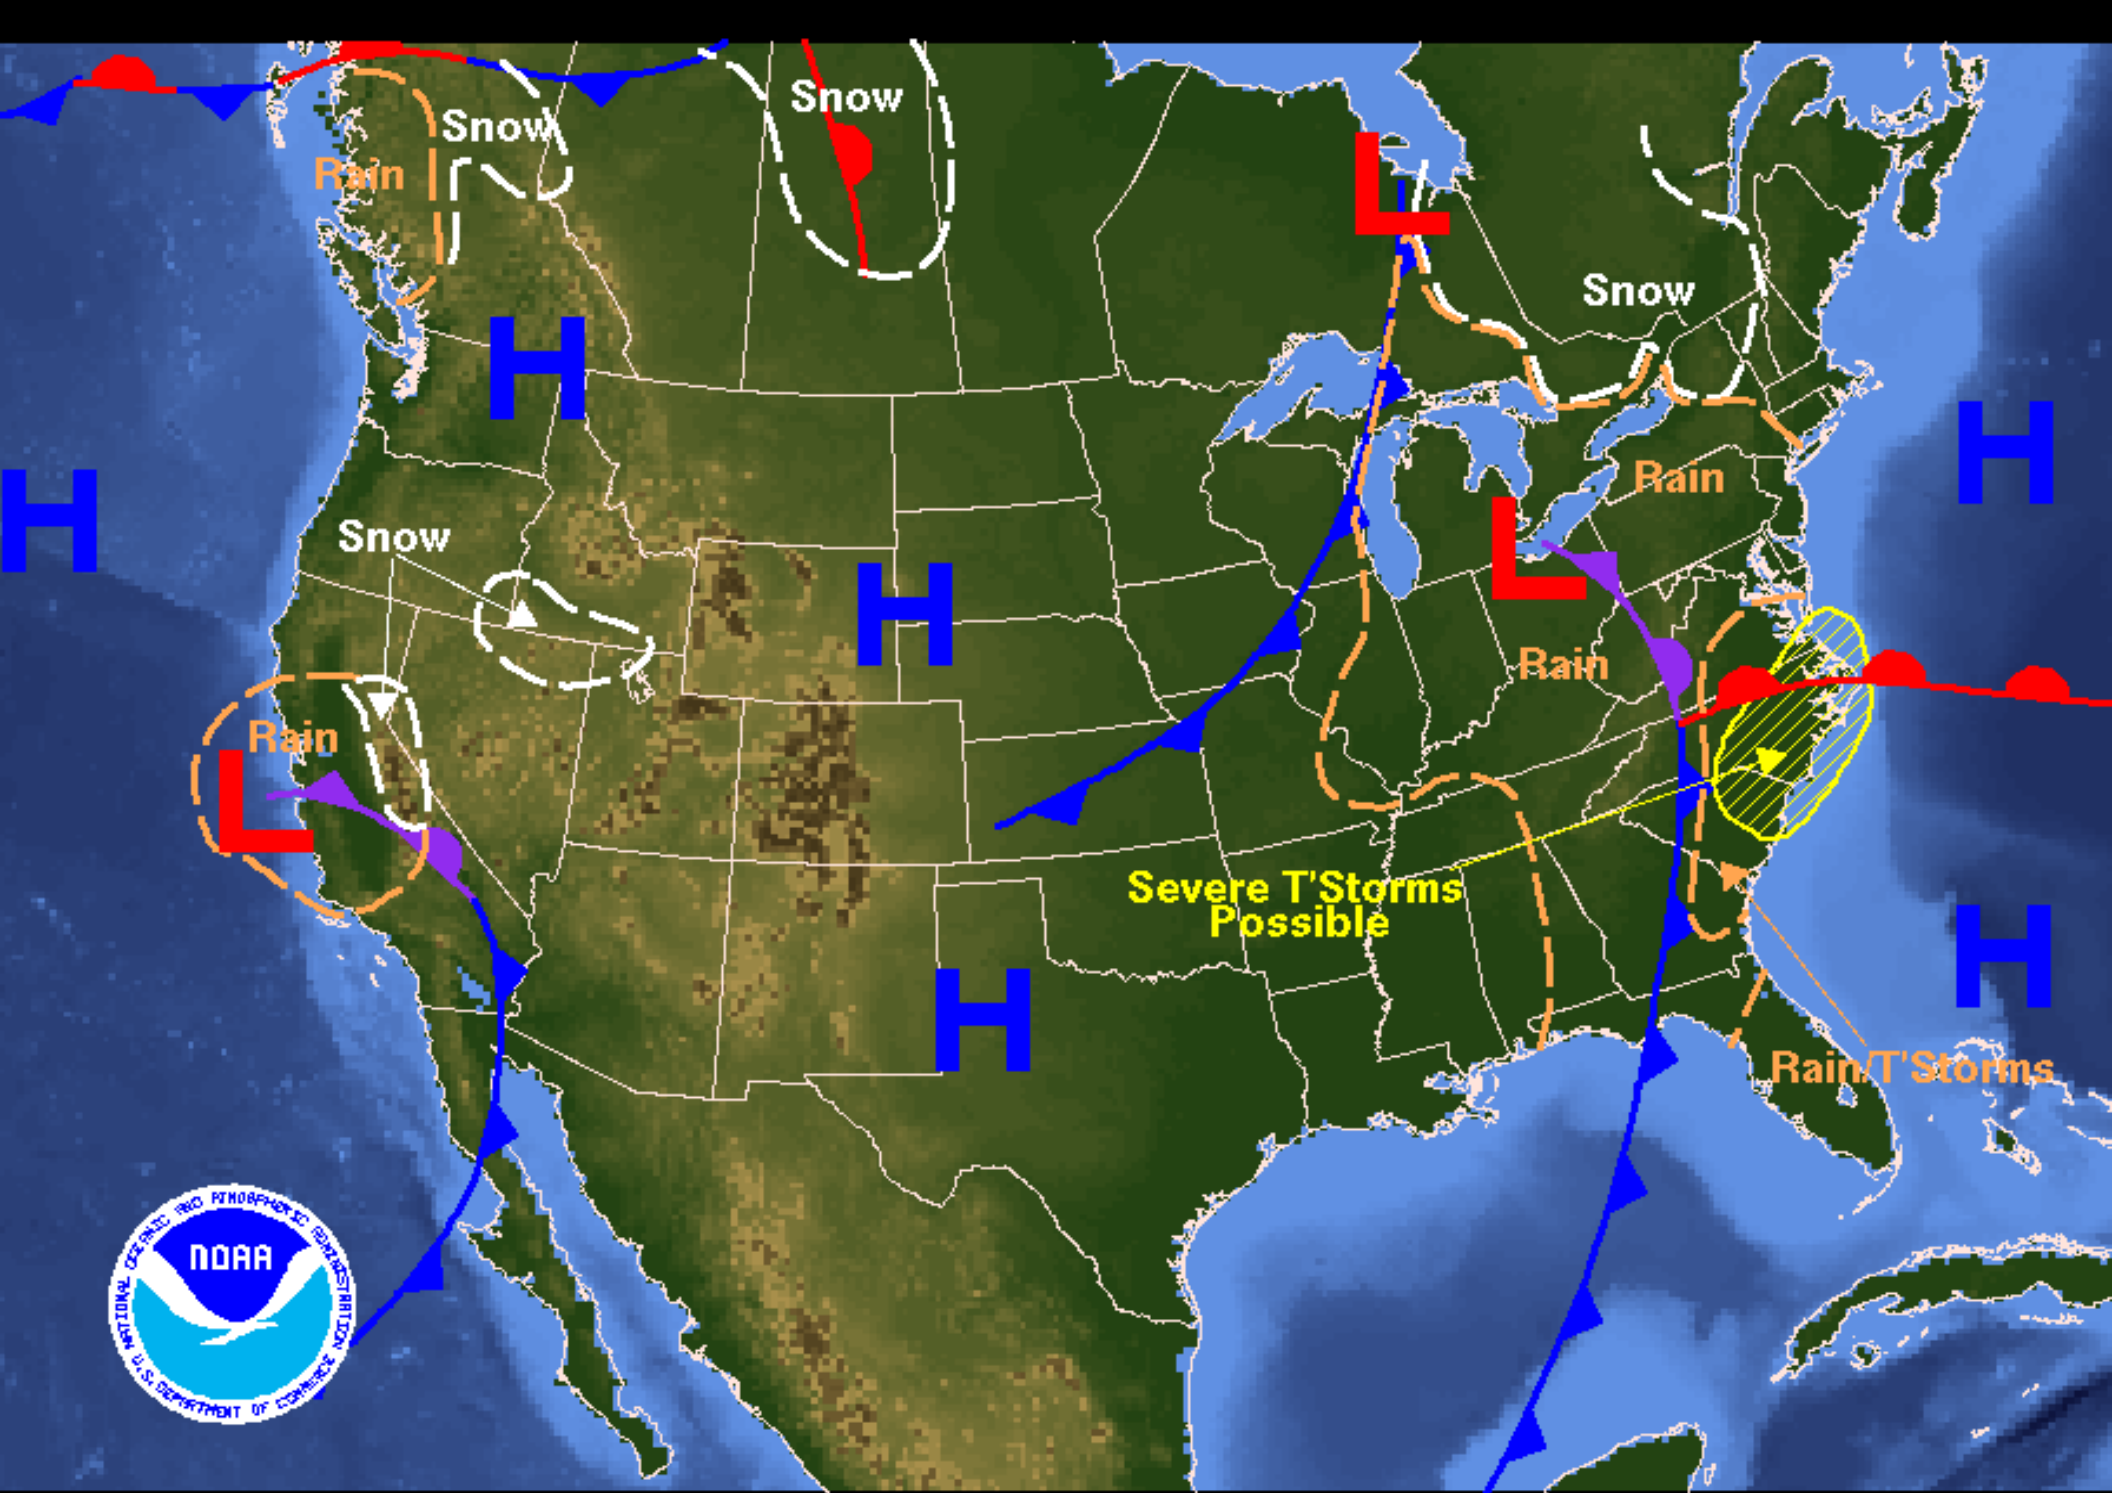 Snow
Snow
Rain
L
Snow
H
H
H
Rain
Snow
L
H
Rain
Rain
L
Severe T'Storms
Possible
H
H
Rain/T'Storms
NATIONAL OCEANIC AND ATMOSPHERIC ADMINISTRATION
NOAA
U.S. DEPARTMENT OF COMMERCE